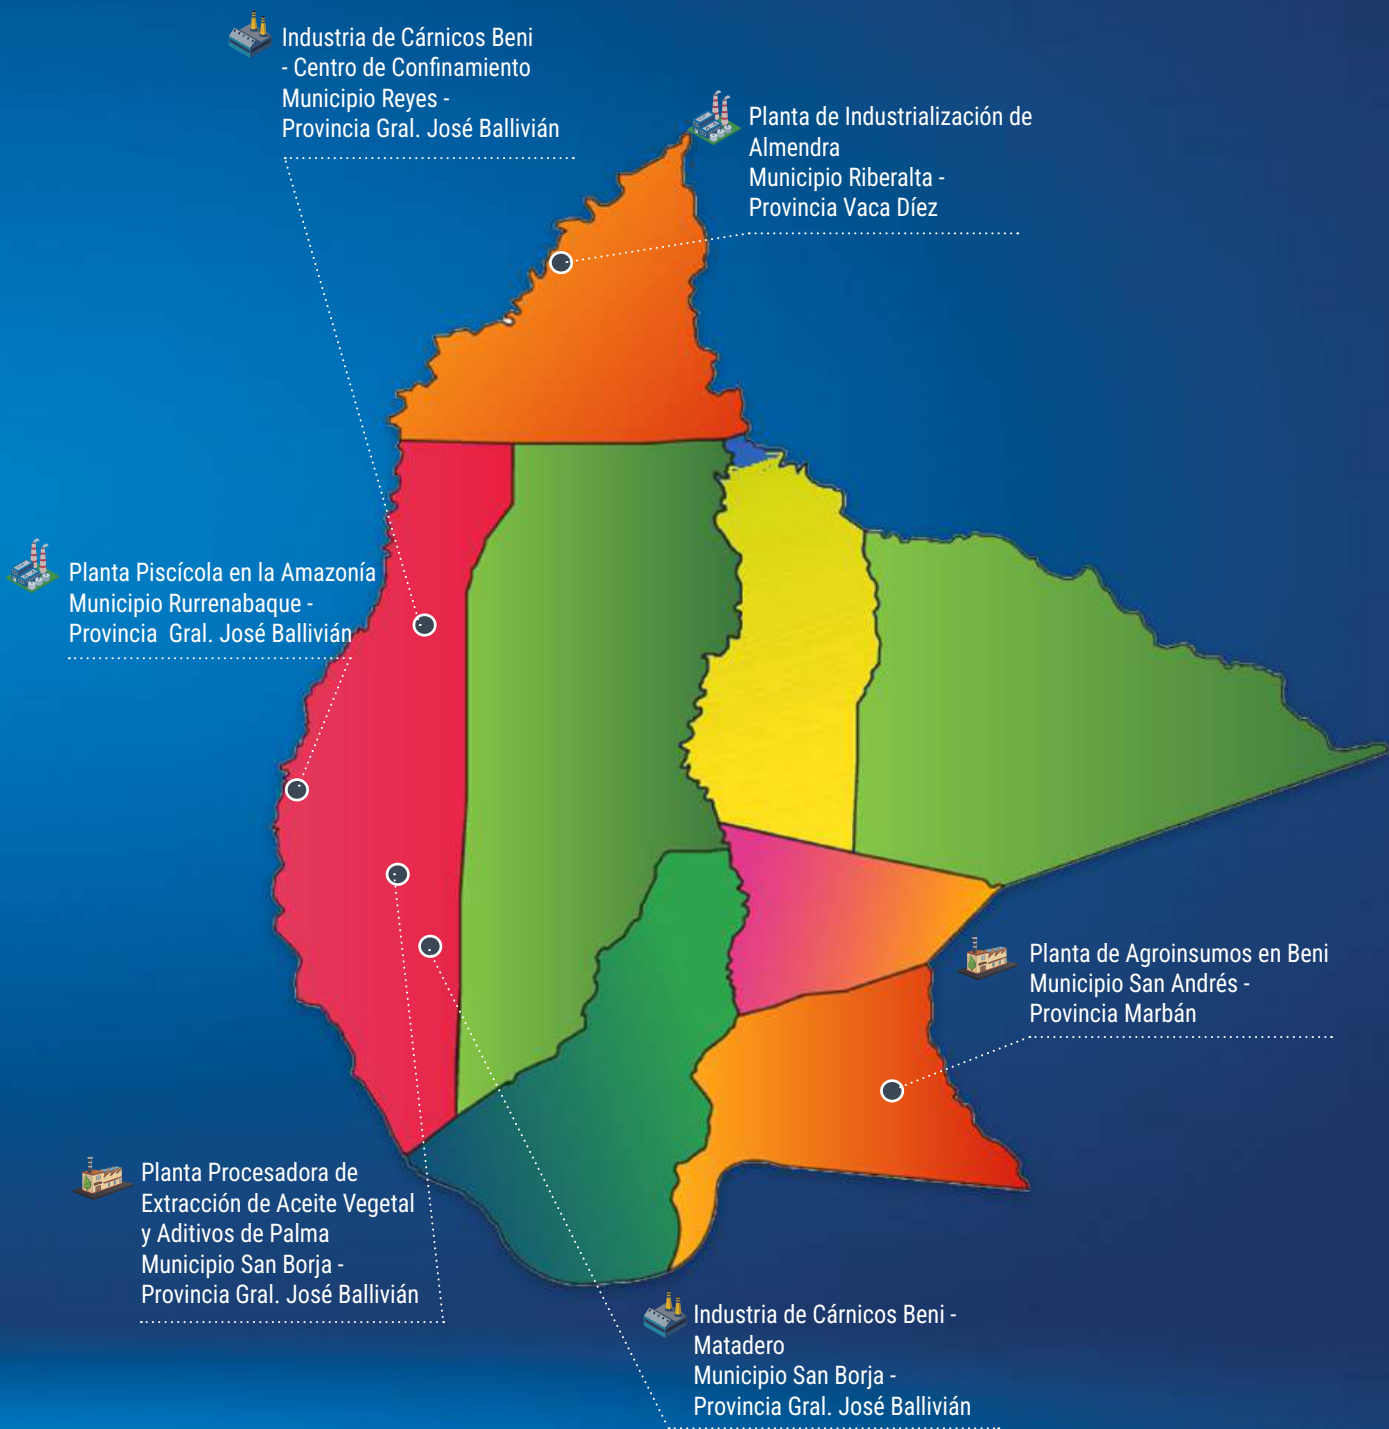 Industria de Cárnicos Beni
- Centro de Confinamiento
Municipio Reyes -
Provincia Gral. José Ballivián
Planta de Industrialización de
Almendra
Municipio Riberalta -
Provincia Vaca Díez
Planta Piscícola en la Amazonía
Municipio Rurrenabaque -
Provincia Gral. José Ballivián
Planta de Agroinsumos en Beni
Municipio San Andrés -
Provincia Marbán
Planta Procesadora de
Extracción de Aceite Vegetal
y Aditivos de Palma
Municipio San Borja -
Provincia Gral. José Ballivián
Industria de Cárnicos Beni -
Matadero
Municipio San Borja -
Provincia Gral. José Ballivián